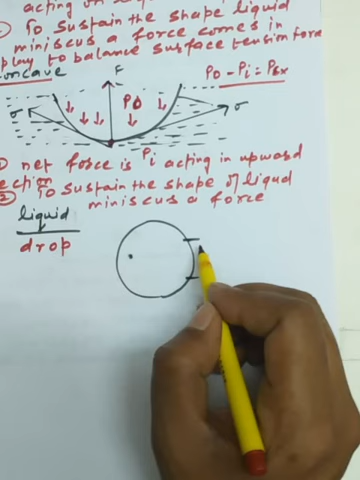 acting on
② To sustain the shape liquid
miniscus a force comes in
play to balance surface tension force
concave
F
P0 - Pi = Pex
σ
P0
σ
① net force is Pi acting in upward
ection
② To sustain the shape of liquid
miniscus a force
liquid
drop